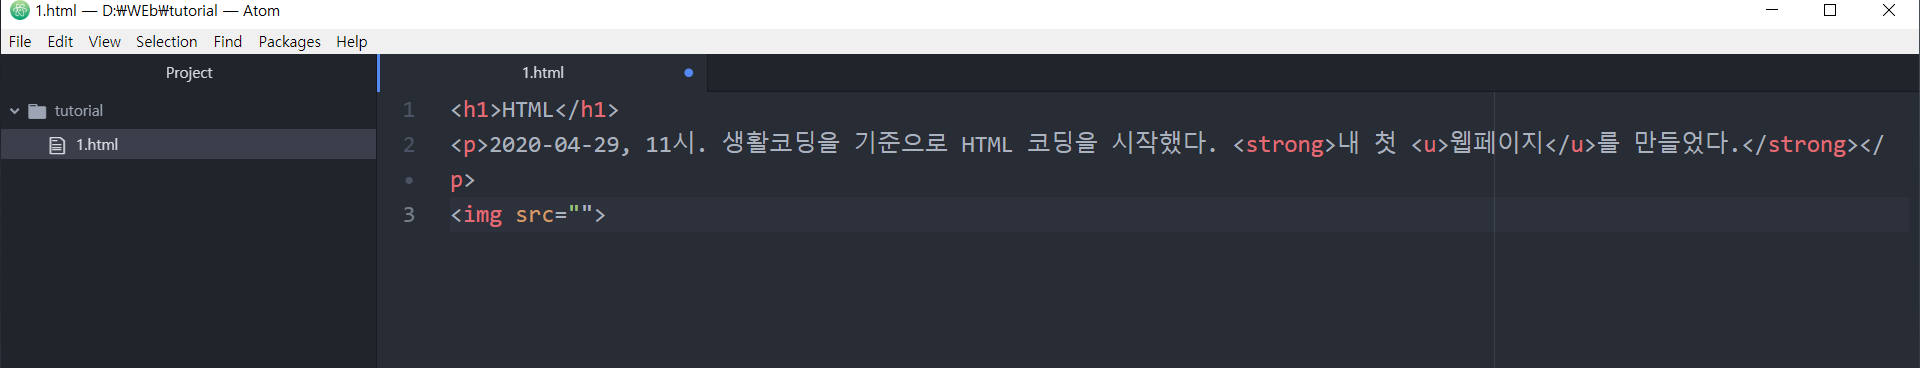 1.html — D:₩WEb₩tutorial — Atom
File Edit View Selection Find Packages Help
Project
1.html
tutorial
1.html
1 <h1>HTML</h1>
2 <p>2020-04-29, 11시. 생활코딩을 기준으로 HTML 코딩을 시작했다. <strong>내 첫 <u>웹페이지</u>를 만들었다.</strong></
• p>
3 <img src="">